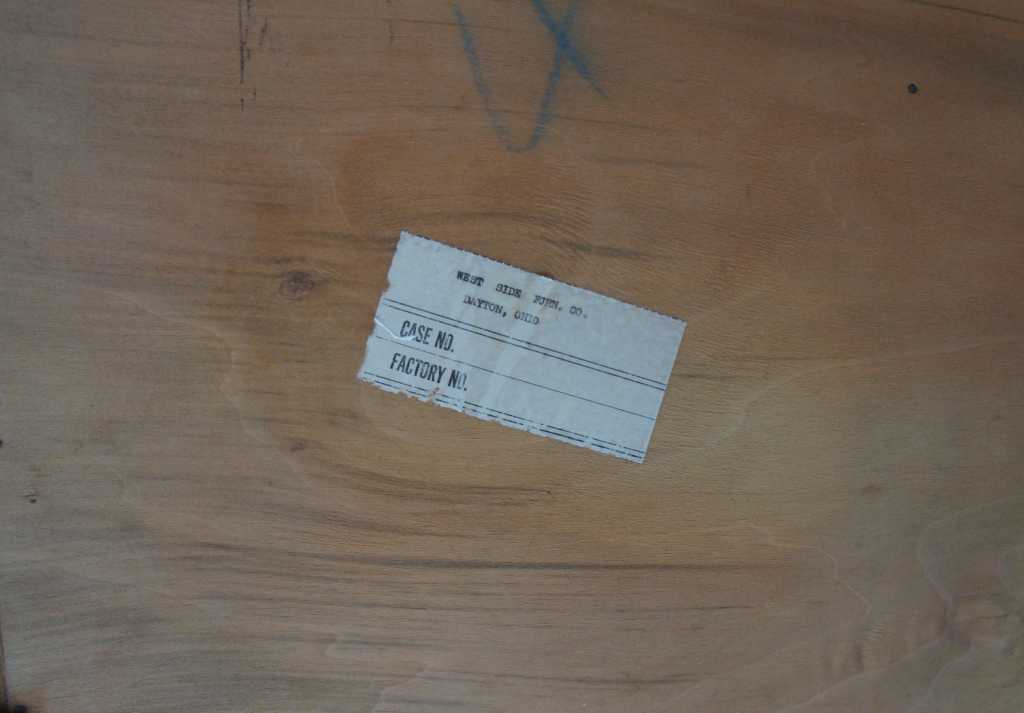 WEST SIDE FURN. CO.
DAYTON, OHIO
CASE NO.
FACTORY NO.